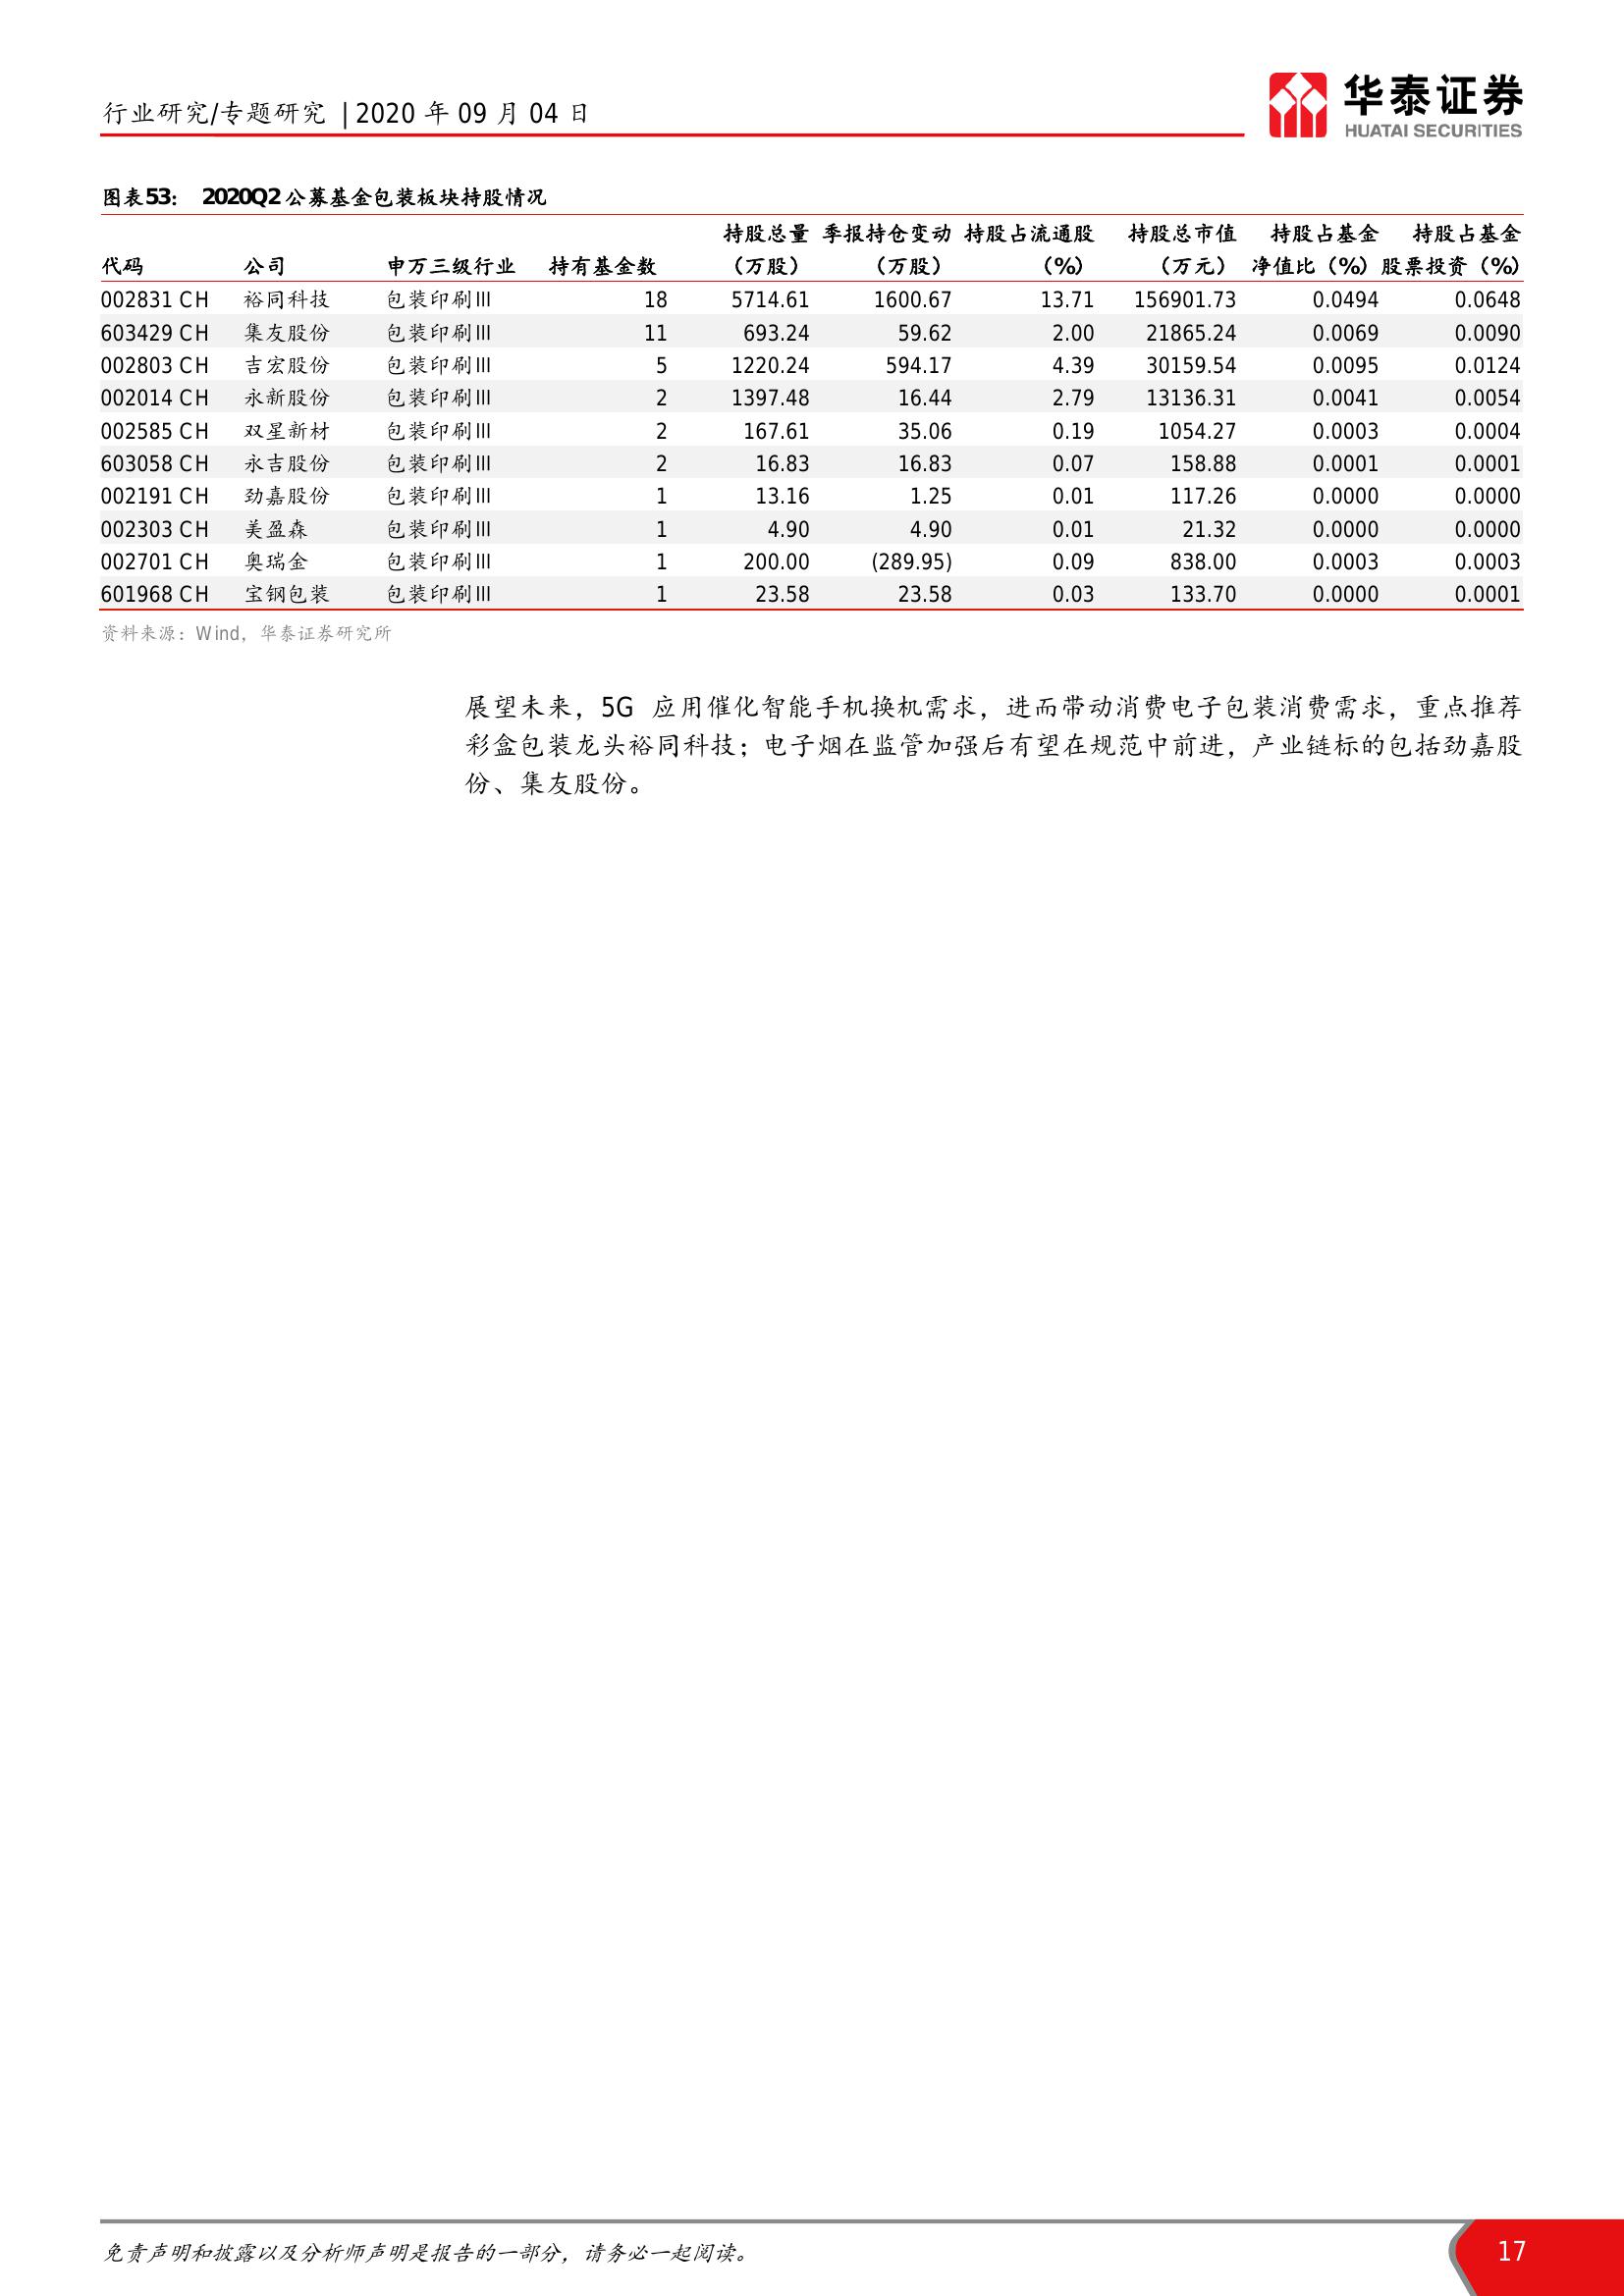 行业研究/专题研究 | 2020 年 09 月 04 日
华泰证券
HUATAI SECURITIES
图表53： 2020Q2 公募基金包装板块持股情况
持股总量 季报持仓变动 持股占流通股 持股总市值 持股占基金 持股占基金
代码 公司 申万三级行业 持有基金数 （万股） （万股） （%） （万元） 净值比（%） 股票投资（%）
002831 CH 裕同科技 包装印刷Ⅲ 18 5714.61 1600.67 13.71 156901.73 0.0494 0.0648
603429 CH 集友股份 包装印刷Ⅲ 11 693.24 59.62 2.00 21865.24 0.0069 0.0090
002803 CH 吉宏股份 包装印刷Ⅲ 5 1220.24 594.17 4.39 30159.54 0.0095 0.0124
002014 CH 永新股份 包装印刷Ⅲ 2 1397.48 16.44 2.79 13136.31 0.0041 0.0054
002585 CH 双星新材 包装印刷Ⅲ 2 167.61 35.06 0.19 1054.27 0.0003 0.0004
603058 CH 永吉股份 包装印刷Ⅲ 2 16.83 16.83 0.07 158.88 0.0001 0.0001
002191 CH 劲嘉股份 包装印刷Ⅲ 1 13.16 1.25 0.01 117.26 0.0000 0.0000
002303 CH 美盈森 包装印刷Ⅲ 1 4.90 4.90 0.01 21.32 0.0000 0.0000
002701 CH 奥瑞金 包装印刷Ⅲ 1 200.00 (289.95) 0.09 838.00 0.0003 0.0003
601968 CH 宝钢包装 包装印刷Ⅲ 1 23.58 23.58 0.03 133.70 0.0000 0.0001
资料来源：Wind，华泰证券研究所
展望未来，5G 应用催化智能手机换机需求，进而带动消费电子包装消费需求，重点推荐
彩盒包装龙头裕同科技；电子烟在监管加强后有望在规范中前进，产业链标的包括劲嘉股
份、集友股份。
免责声明和披露以及分析师声明是报告的一部分，请务必一起阅读。
17